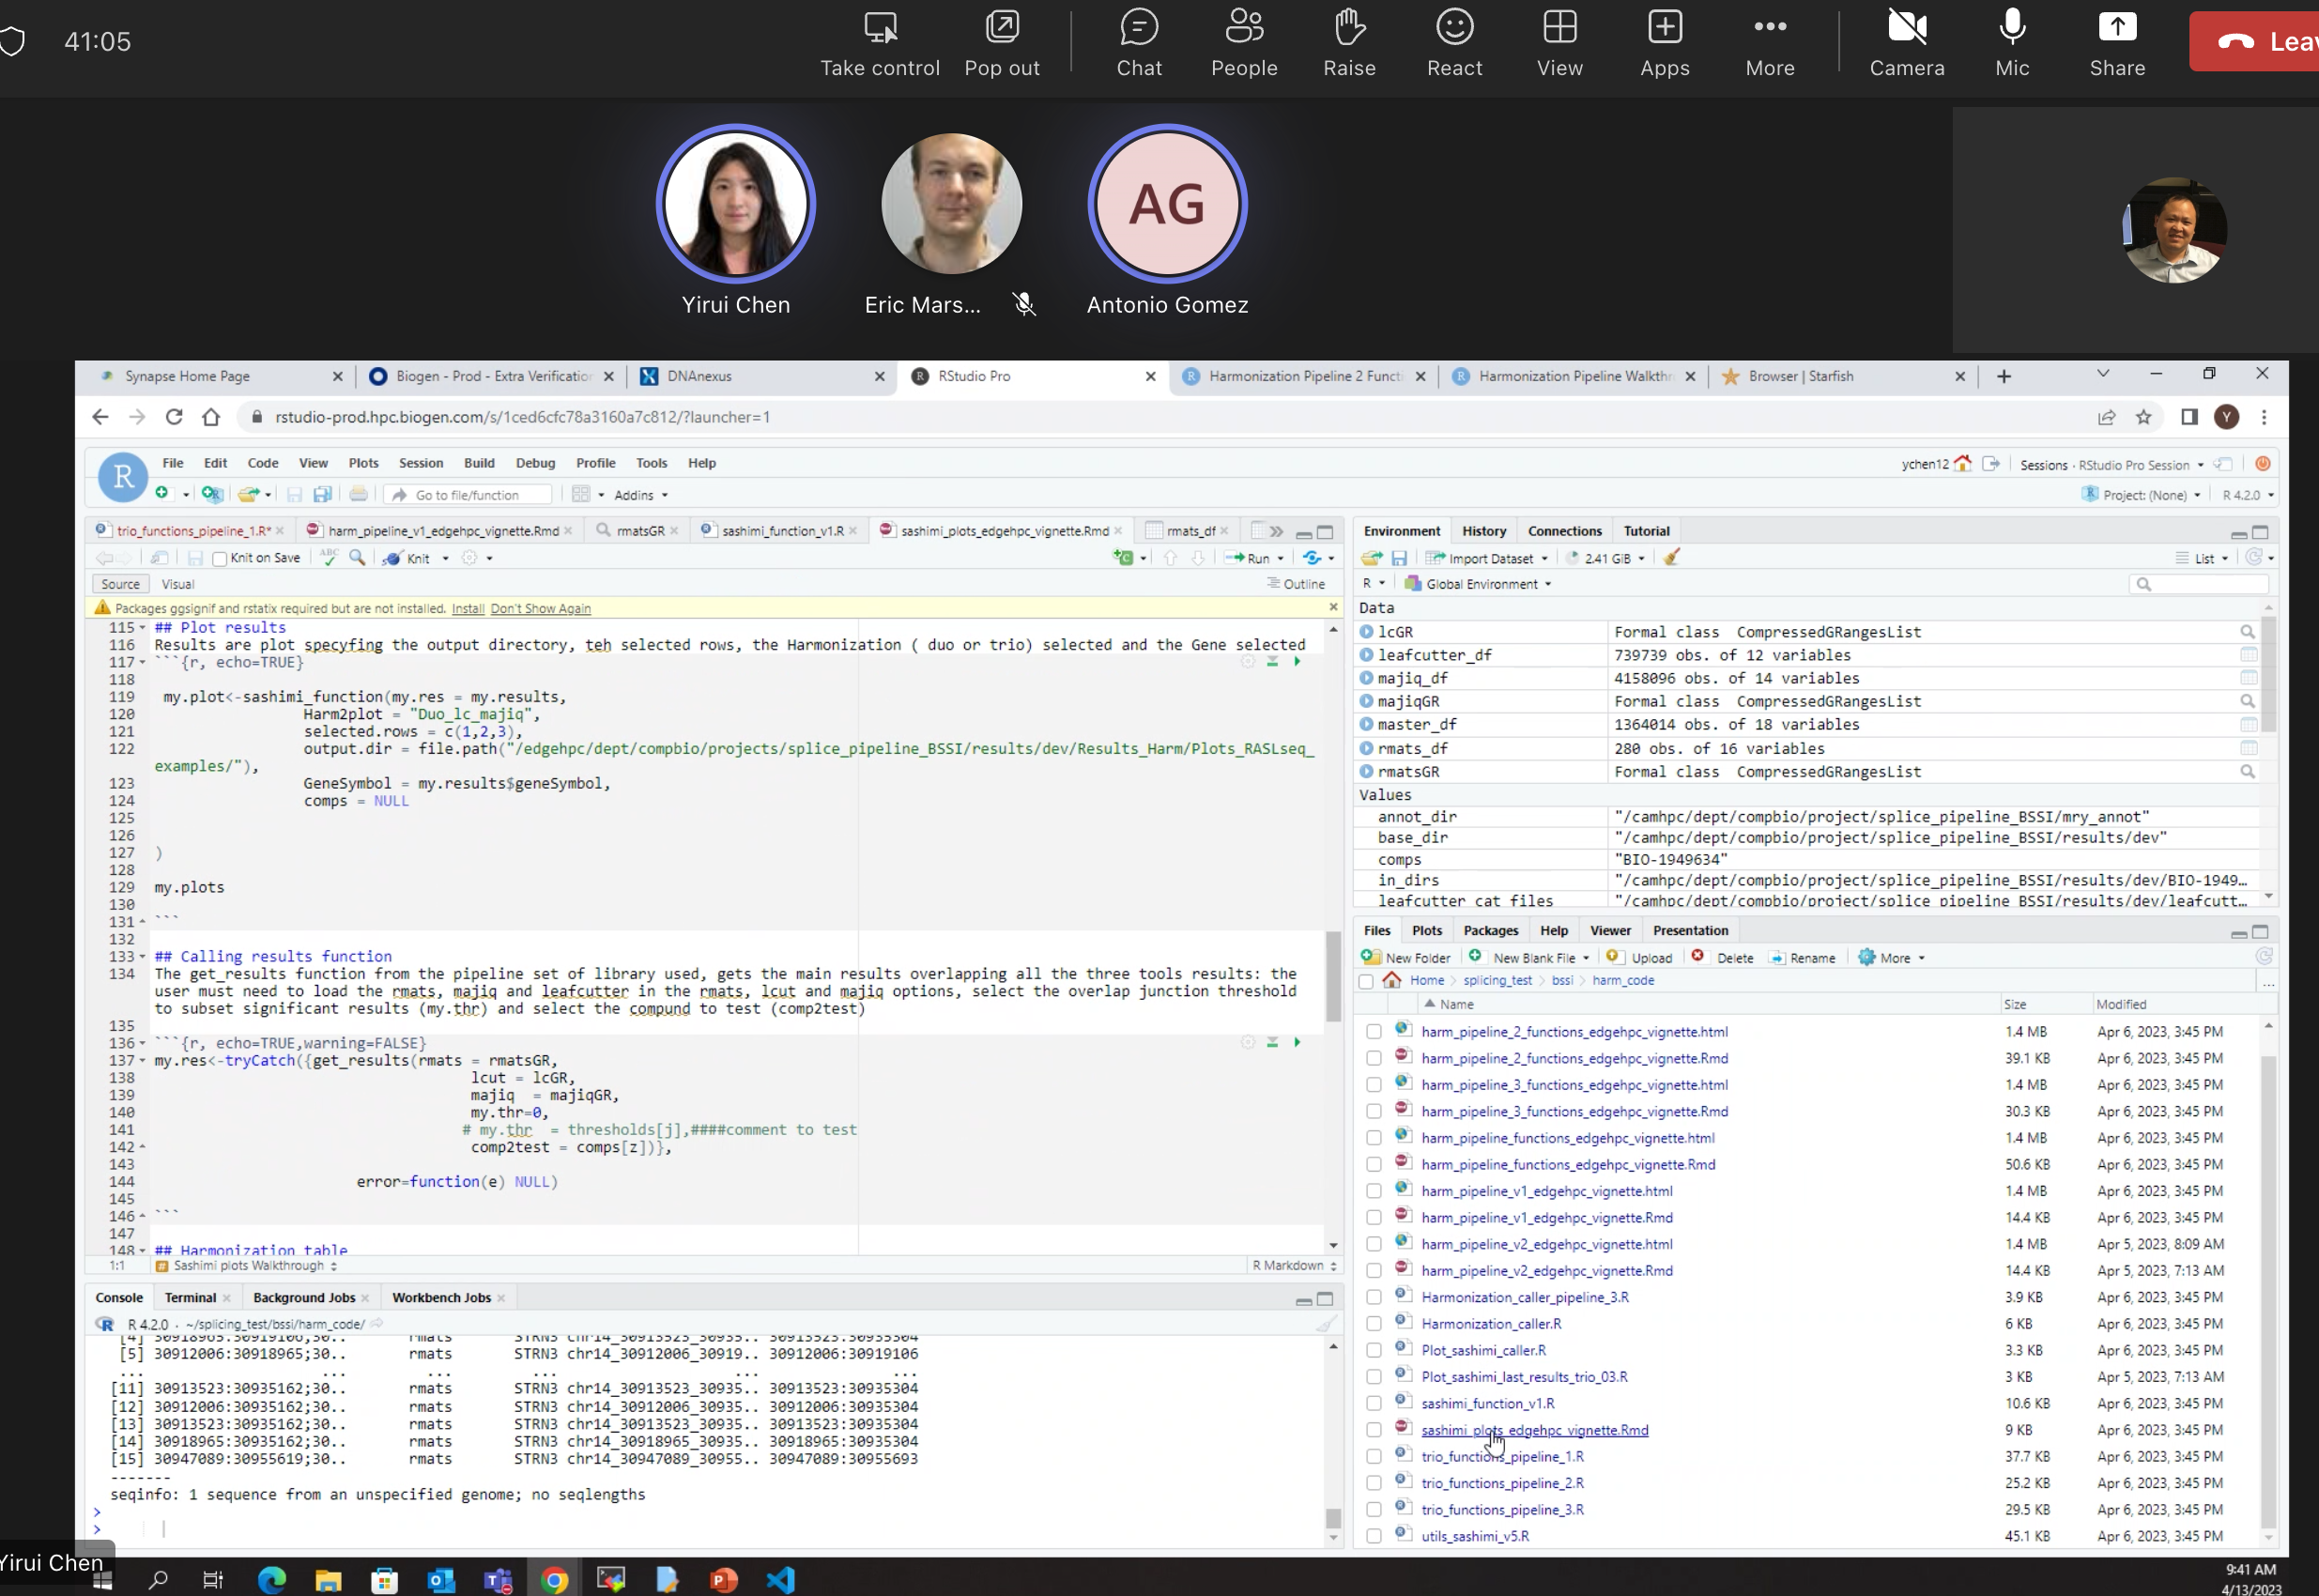 41:05
Take control
Pop out
Chat
People
Raise
React
View
Apps
More
Camera
Mic
Share
Leav
AG
Yirui Chen
Eric Mars...
Antonio Gomez
Synapse Home Page
Biogen - Prod - Extra Verification
DNAnexus
RStudio Pro
Harmonization Pipeline 2 Functi
Harmonization Pipeline Walkthr
Browser | Starfish
rstudio-prod.hpc.biogen.com/s/1ced6cfc78a3160a7c812/?launcher=1
Y
R
File Edit Code View Plots Session Build Debug Profile Tools Help
ychen12
Sessions · RStudio Pro Session
Go to file/function
Addins
Project: (None)
R 4.2.0
trio_functions_pipeline_1.R*
harm_pipeline_v1_edgehpc_vignette.Rmd
rmatsGR
sashimi_function_v1.R
sashimi_plots_edgehpc_vignette.Rmd
rmats_df
Knit on Save
ABC
Knit
Run
Source Visual
Outline
Packages ggsignif and rstatix required but are not installed. Install Don't Show Again
115 ## Plot results
116 Results are plot specyfing the output directory, teh selected rows, the Harmonization ( duo or trio) selected and the Gene selected
117 ```{r, echo=TRUE}
118
119 my.plot<-sashimi_function(my.res = my.results,
120 Harm2plot = "Duo_lc_majiq",
121 selected.rows = c(1,2,3),
122 output.dir = file.path("/edgehpc/dept/compbio/projects/splice_pipeline_BSSI/results/dev/Results_Harm/Plots_RASLseq_
examples/"),
123 GeneSymbol = my.results$geneSymbol,
124 comps = NULL
125
126
127 )
128
129 my.plots
130
131 ```
132
133 ## Calling results function
134 The get_results function from the pipeline set of library used, gets the main results overlapping all the three tools results: the
user must need to load the rmats, majiq and leafcutter in the rmats, lcut and majiq options, select the overlap junction threshold
to subset significant results (my.thr) and select the compund to test (comp2test)
135
136 ```{r, echo=TRUE,warning=FALSE}
137 my.res<-tryCatch({get_results(rmats = rmatsGR,
138 lcut = lcGR,
139 majiq = majiqGR,
140 my.thr=0,
141 # my.thr = thresholds[j],####comment to test
142 comp2test = comps[z])},
143
144 error=function(e) NULL)
145
146 ```
147
148 ## Harmonization table
1:1
Sashimi plots Walkthrough
R Markdown
Console Terminal Background Jobs Workbench Jobs
R 4.2.0 · ~/splicing_test/bssi/harm_code/
[4] 30918965:30919106;30.. rmats STRN3 chr14_30913523_30935.. 30913523:30935304
[5] 30912006:30918965;30.. rmats STRN3 chr14_30912006_30919.. 30912006:30919106
... ... ... ... ... ...
[11] 30913523:30935162;30.. rmats STRN3 chr14_30913523_30935.. 30913523:30935304
[12] 30912006:30935162;30.. rmats STRN3 chr14_30912006_30935.. 30912006:30935304
[13] 30913523:30935162;30.. rmats STRN3 chr14_30913523_30935.. 30913523:30935304
[14] 30918965:30935162;30.. rmats STRN3 chr14_30918965_30935.. 30918965:30935304
[15] 30947089:30955619;30.. rmats STRN3 chr14_30947089_30955.. 30947089:30955693
-------
seqinfo: 1 sequence from an unspecified genome; no seqlengths
>
>
Environment History Connections Tutorial
Import Dataset
2.41 GiB
List
R
Global Environment
Data
lcGR Formal class CompressedGRangesList
leafcutter_df 739739 obs. of 12 variables
majiq_df 4158096 obs. of 14 variables
majiqGR Formal class CompressedGRangesList
master_df 1364014 obs. of 18 variables
rmats_df 280 obs. of 16 variables
rmatsGR Formal class CompressedGRangesList
Values
annot_dir "/camhpc/dept/compbio/project/splice_pipeline_BSSI/mry_annot"
base_dir "/camhpc/dept/compbio/project/splice_pipeline_BSSI/results/dev"
comps "BIO-1949634"
in_dirs "/camhpc/dept/compbio/project/splice_pipeline_BSSI/results/dev/BIO-1949…
leafcutter_cat_files "/camhpc/dept/compbio/project/splice_pipeline_BSSI/results/dev/leafcutt…
Files Plots Packages Help Viewer Presentation
New Folder New Blank File Upload Delete Rename More
Home splicing_test bssi harm_code
...
Name Size Modified
harm_pipeline_2_functions_edgehpc_vignette.html 1.4 MB Apr 6, 2023, 3:45 PM
harm_pipeline_2_functions_edgehpc_vignette.Rmd 39.1 KB Apr 6, 2023, 3:45 PM
harm_pipeline_3_functions_edgehpc_vignette.html 1.4 MB Apr 6, 2023, 3:45 PM
harm_pipeline_3_functions_edgehpc_vignette.Rmd 30.3 KB Apr 6, 2023, 3:45 PM
harm_pipeline_functions_edgehpc_vignette.html 1.4 MB Apr 6, 2023, 3:45 PM
harm_pipeline_functions_edgehpc_vignette.Rmd 50.6 KB Apr 6, 2023, 3:45 PM
harm_pipeline_v1_edgehpc_vignette.html 1.4 MB Apr 6, 2023, 3:45 PM
harm_pipeline_v1_edgehpc_vignette.Rmd 14.4 KB Apr 6, 2023, 3:45 PM
harm_pipeline_v2_edgehpc_vignette.html 1.4 MB Apr 5, 2023, 8:09 AM
harm_pipeline_v2_edgehpc_vignette.Rmd 14.4 KB Apr 5, 2023, 7:13 AM
Harmonization_caller_pipeline_3.R 3.9 KB Apr 6, 2023, 3:45 PM
Harmonization_caller.R 6 KB Apr 6, 2023, 3:45 PM
Plot_sashimi_caller.R 3.3 KB Apr 6, 2023, 3:45 PM
Plot_sashimi_last_results_trio_03.R 3 KB Apr 5, 2023, 7:13 AM
sashimi_function_v1.R 10.6 KB Apr 6, 2023, 3:45 PM
sashimi_plots_edgehpc_vignette.Rmd 9 KB Apr 6, 2023, 3:45 PM
trio_functions_pipeline_1.R 37.7 KB Apr 6, 2023, 3:45 PM
trio_functions_pipeline_2.R 25.2 KB Apr 6, 2023, 3:45 PM
trio_functions_pipeline_3.R 29.5 KB Apr 6, 2023, 3:45 PM
utils_sashimi_v5.R 45.1 KB Apr 6, 2023, 3:45 PM
Yirui Chen
9:41 AM
4/13/2023